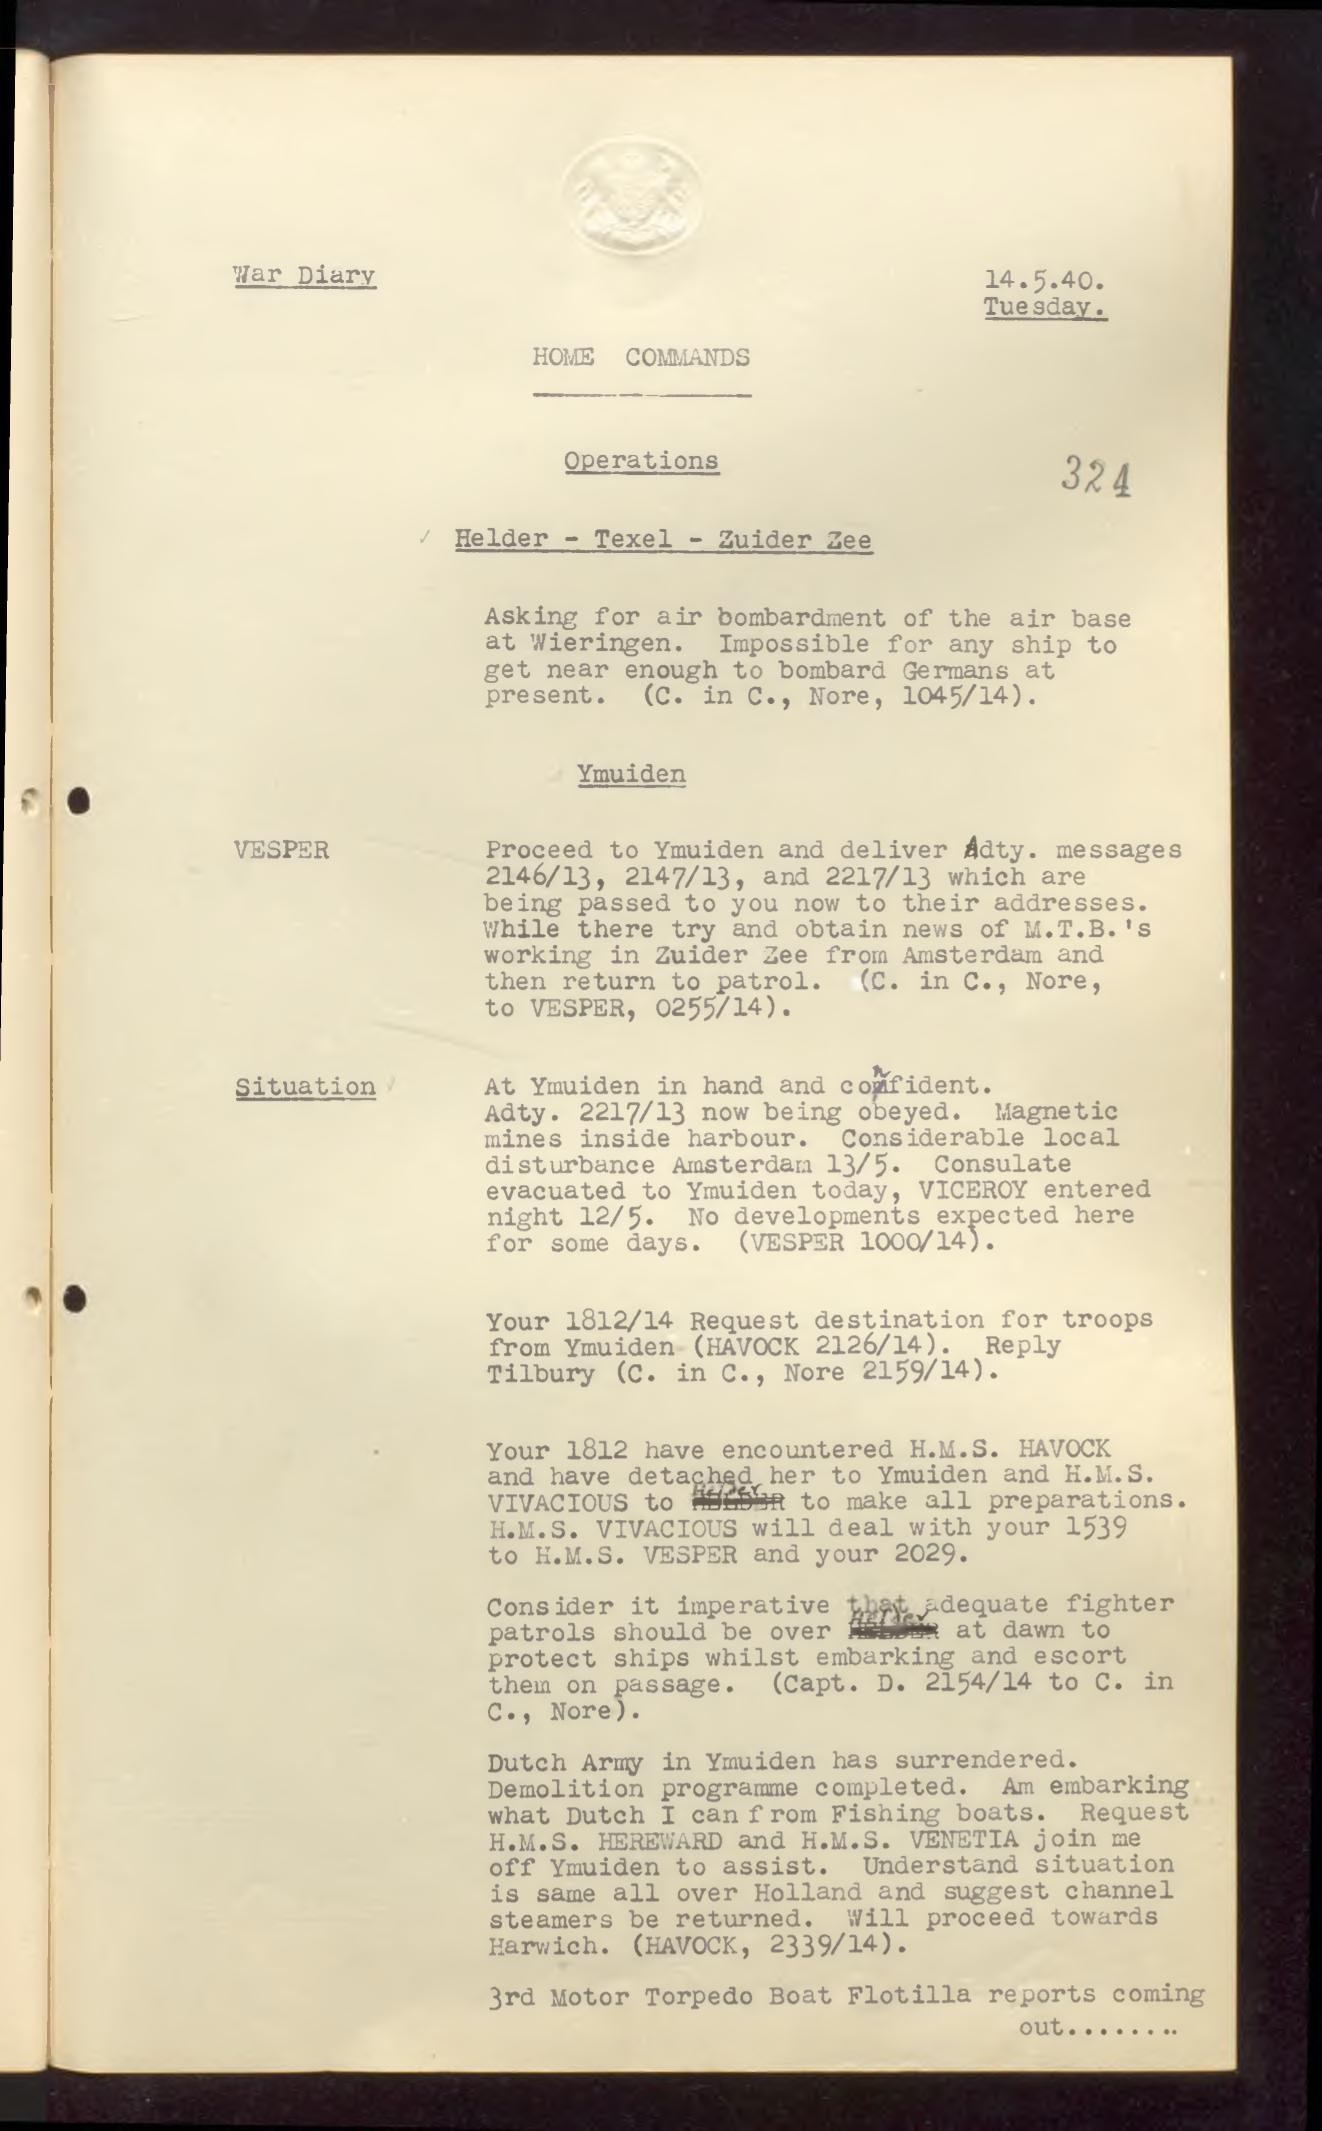 War Diary
14.5.40.
Tuesday.
HOME COMMANDS
Operations
324
Helder - Texel - Zuider Zee
Asking for air bombardment of the air base
at Wieringen. Impossible for any ship to
get near enough to bombard Germans at
present. (C. in C., Nore, 1045/14).
Ymuiden
VESPER
Proceed to Ymuiden and deliver Adty. messages
2146/13, 2147/13, and 2217/13 which are
being passed to you now to their addresses.
While there try and obtain news of M.T.B.'s
working in Zuider Zee from Amsterdam and
then return to patrol. (C. in C., Nore,
to VESPER, 0255/14).
Situation
At Ymuiden in hand and confident.
Adty. 2217/13 now being obeyed. Magnetic
mines inside harbour. Considerable local
disturbance Amsterdam 13/5. Consulate
evacuated to Ymuiden today, VICEROY entered
night 12/5. No developments expected here
for some days. (VESPER 1000/14).
Your 1812/14 Request destination for troops
from Ymuiden (HAVOCK 2126/14). Reply
Tilbury (C. in C., Nore 2159/14).
Your 1812 have encountered H.M.S. HAVOCK
and have detached her to Ymuiden and H.M.S.
VIVACIOUS to Helder to make all preparations.
H.M.S. VIVACIOUS will deal with your 1539
to H.M.S. VESPER and your 2029.
Consider it imperative that adequate fighter
patrols should be over Helder at dawn to
protect ships whilst embarking and escort
them on passage. (Capt. D. 2154/14 to C. in
C., Nore).
Dutch Army in Ymuiden has surrendered.
Demolition programme completed. Am embarking
what Dutch I can from Fishing boats. Request
H.M.S. HEREWARD and H.M.S. VENETIA join me
off Ymuiden to assist. Understand situation
is same all over Holland and suggest channel
steamers be returned. Will proceed towards
Harwich. (HAVOCK, 2339/14).
3rd Motor Torpedo Boat Flotilla reports coming
out........